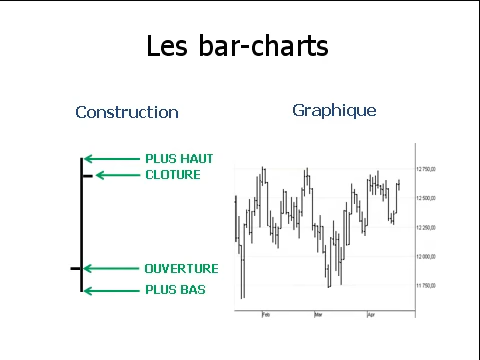 Les bar-charts
Construction
Graphique
PLUS HAUT
CLOTURE
OUVERTURE
PLUS BAS
12 750,00
12 500,00
12 250,00
12 000,00
11 750,00
Feb
Mar
Apr